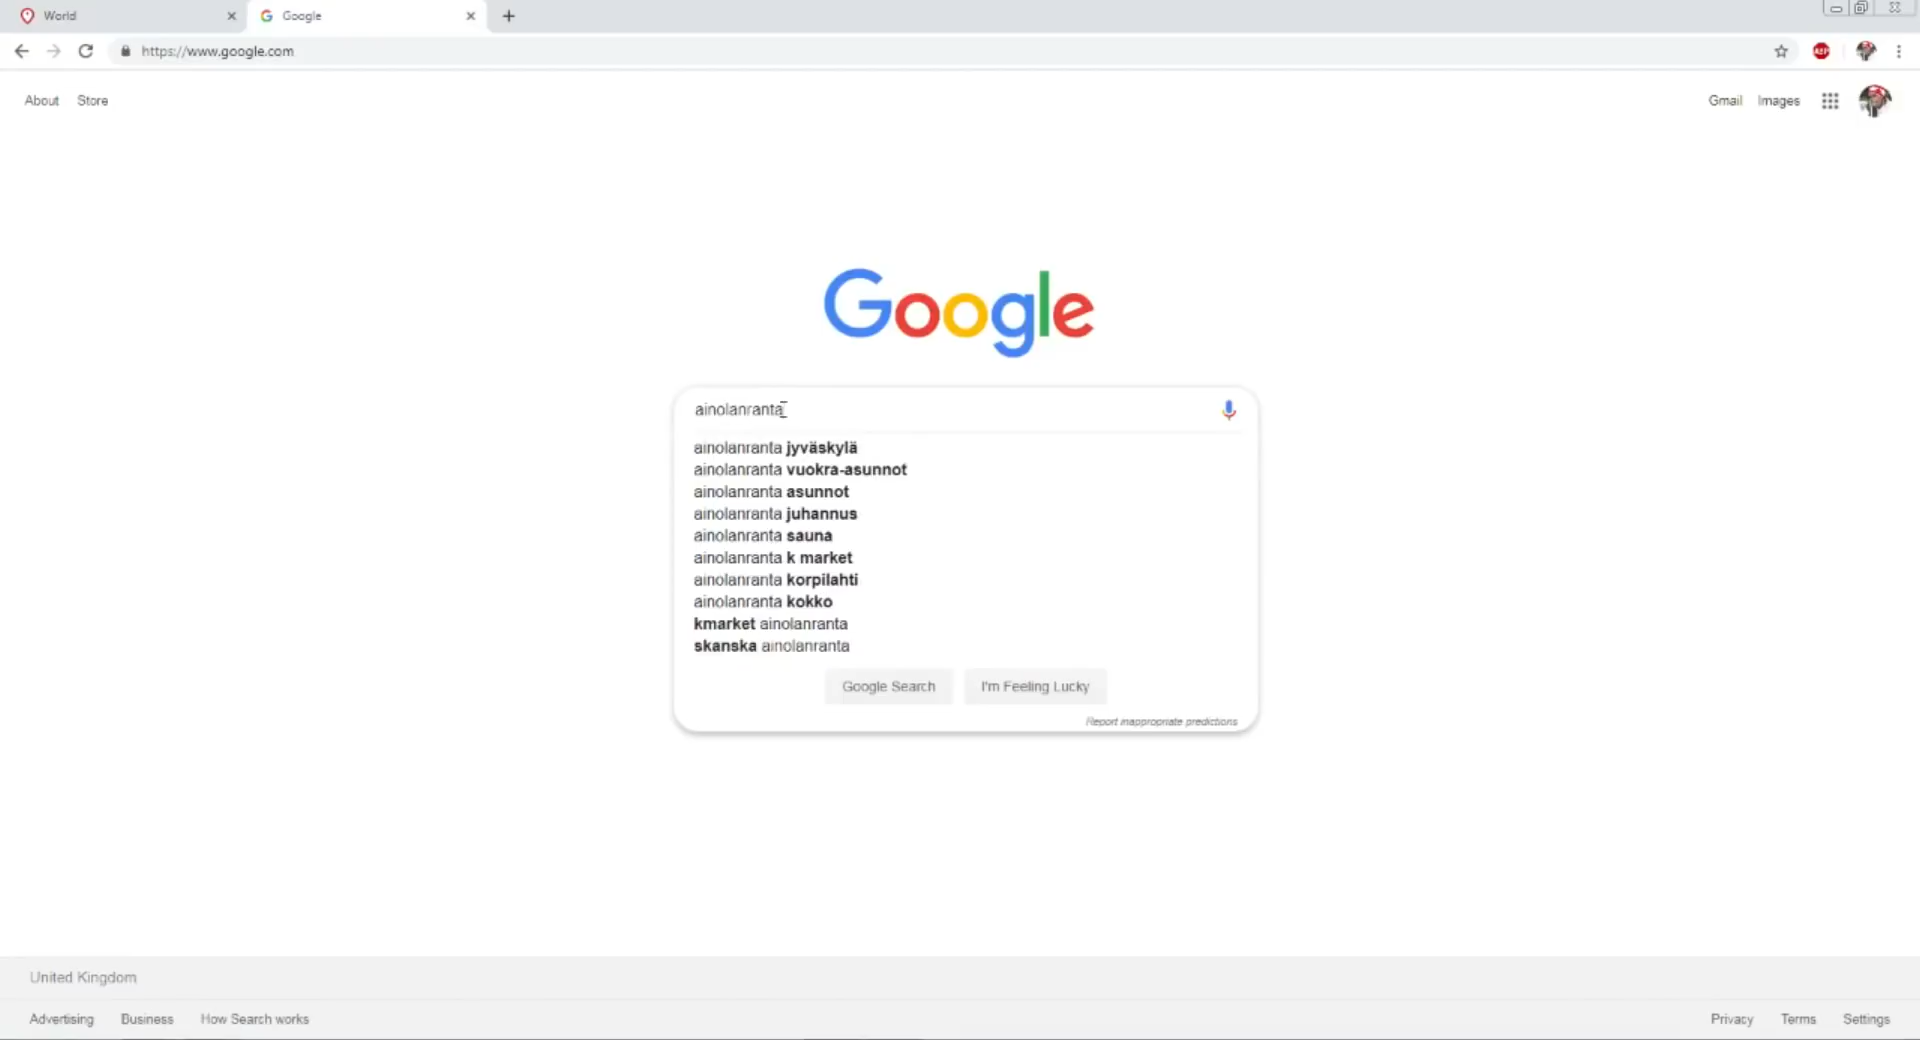 World
Google
https://www.google.com
ABP
About Store
Gmail Images
Google
ainolanranta
ainolanranta jyväskylä
ainolanranta vuokra-asunnot
ainolanranta asunnot
ainolanranta juhannus
ainolanranta sauna
ainolanranta k market
ainolanranta korpilahti
ainolanranta kokko
kmarket ainolanranta
skanska ainolanranta
Google Search I'm Feeling Lucky
Report inappropriate predictions
United Kingdom
Advertising Business How Search works
Privacy Terms Settings